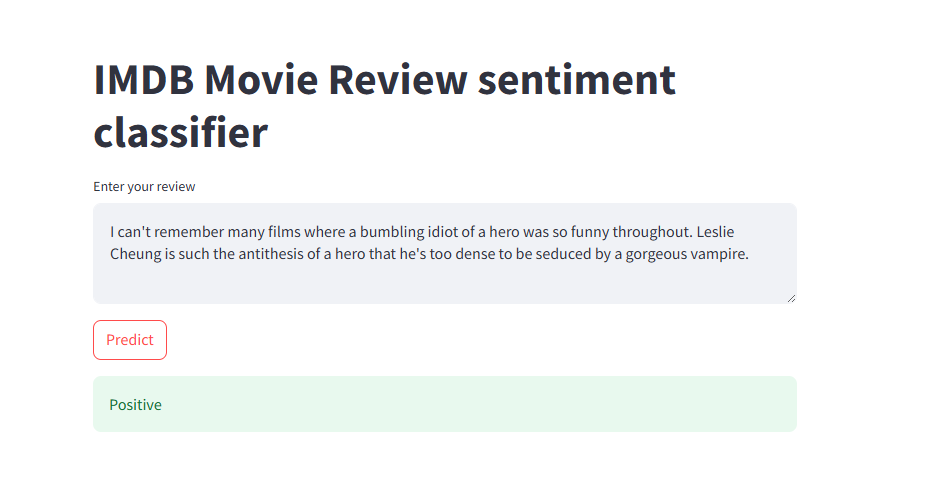 IMDB Movie Review sentiment
classifier
Enter your review
I can't remember many films where a bumbling idiot of a hero was so funny throughout. Leslie
Cheung is such the antithesis of a hero that he's too dense to be seduced by a gorgeous vampire.
Predict
Positive